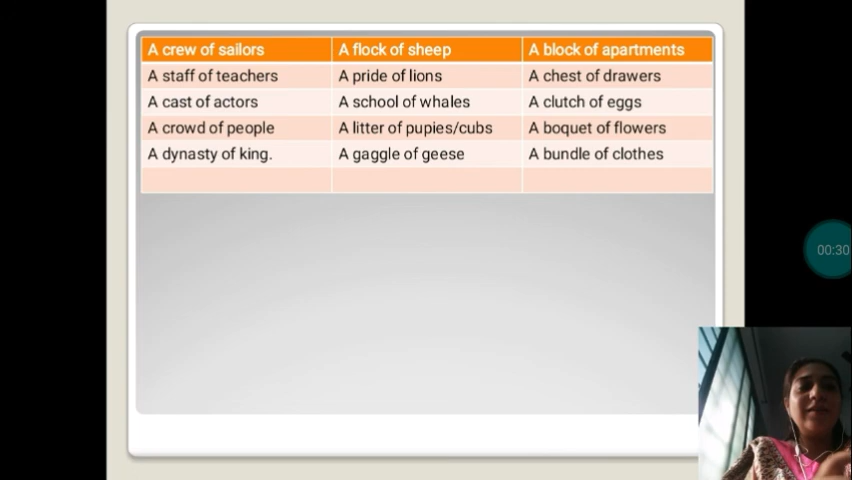 A crew of sailors A flock of sheep A block of apartments
A staff of teachers A pride of lions A chest of drawers
A cast of actors A school of whales A clutch of eggs
A crowd of people A litter of pupies/cubs A boquet of flowers
A dynasty of king. A gaggle of geese A bundle of clothes
00:30